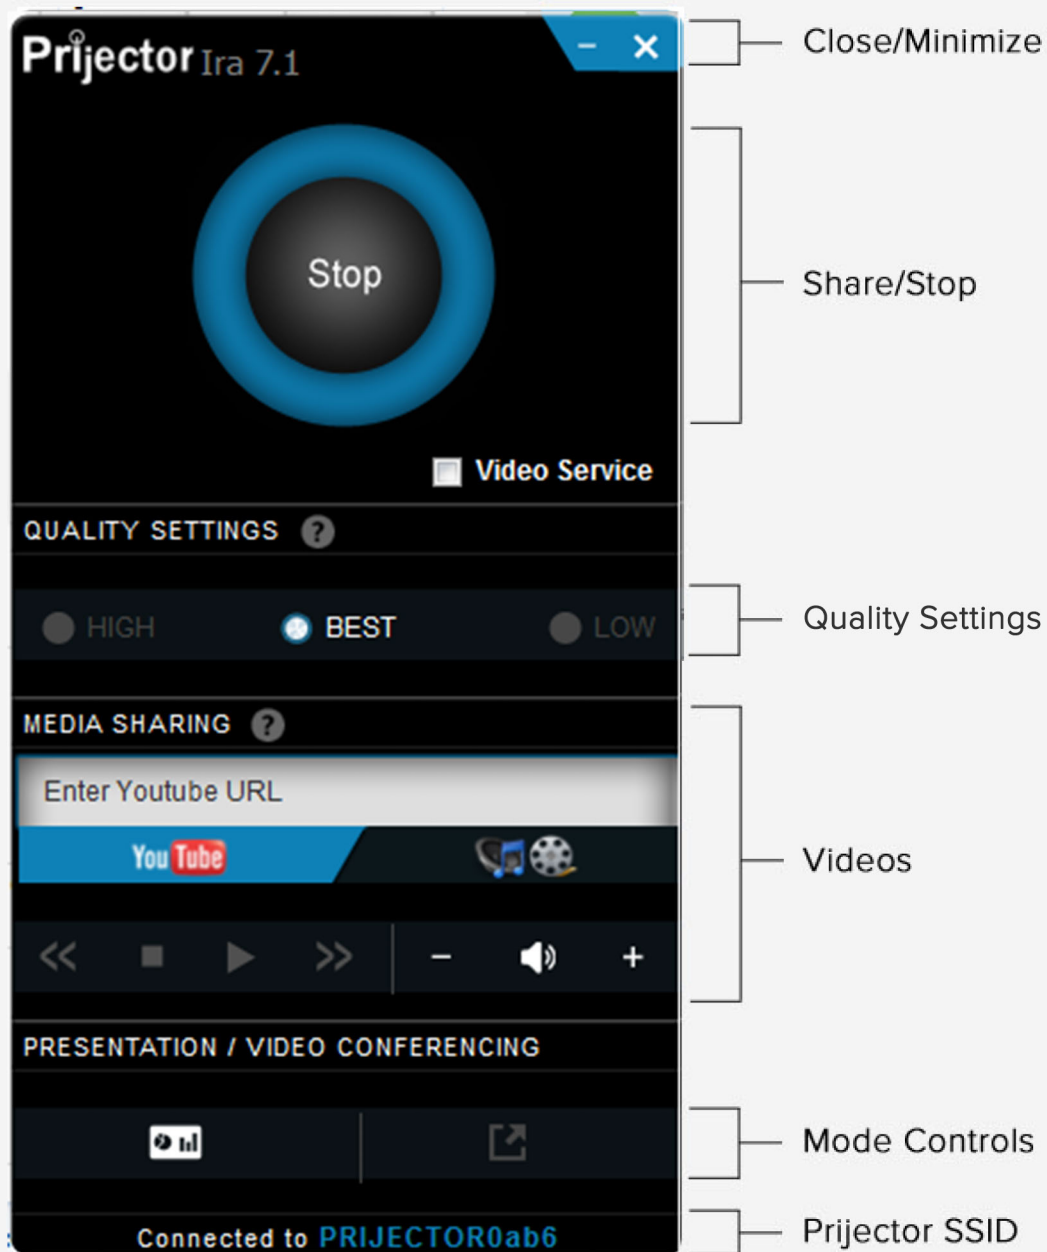 Prijector Ira 7.1
Close/Minimize
Stop
Share/Stop
Video Service
QUALITY SETTINGS ?
HIGH BEST LOW
Quality Settings
MEDIA SHARING ?
Enter Youtube URL
YouTube
Videos
PRESENTATION / VIDEO CONFERENCING
Mode Controls
Connected to PRIJECTOR0ab6
Prijector SSID